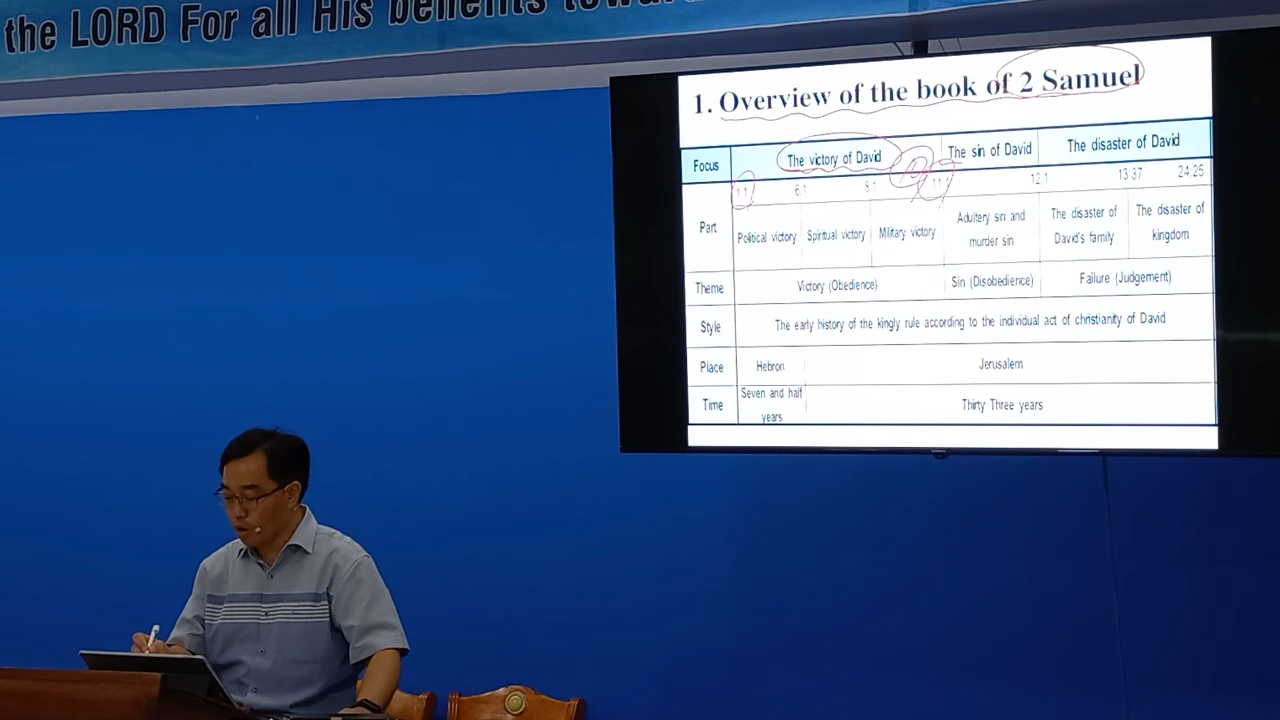 the LORD For all His benefits
1. Overview of the book of 2 Samuel
Focus The victory of David The sin of David The disaster of David
1:1 6:1 8:1 11:1 12:1 13:37 24:25
Part Political victory Spiritual victory Military victory Adultery sin and murder sin The disaster of David's family The disaster of kingdom
Theme Victory (Obedience) Sin (Disobedience) Failure (Judgement)
Style The early history of the kingly rule according to the individual act of christianity of David
Place Hebron Jerusalem
Time Seven and half years Thirty Three years